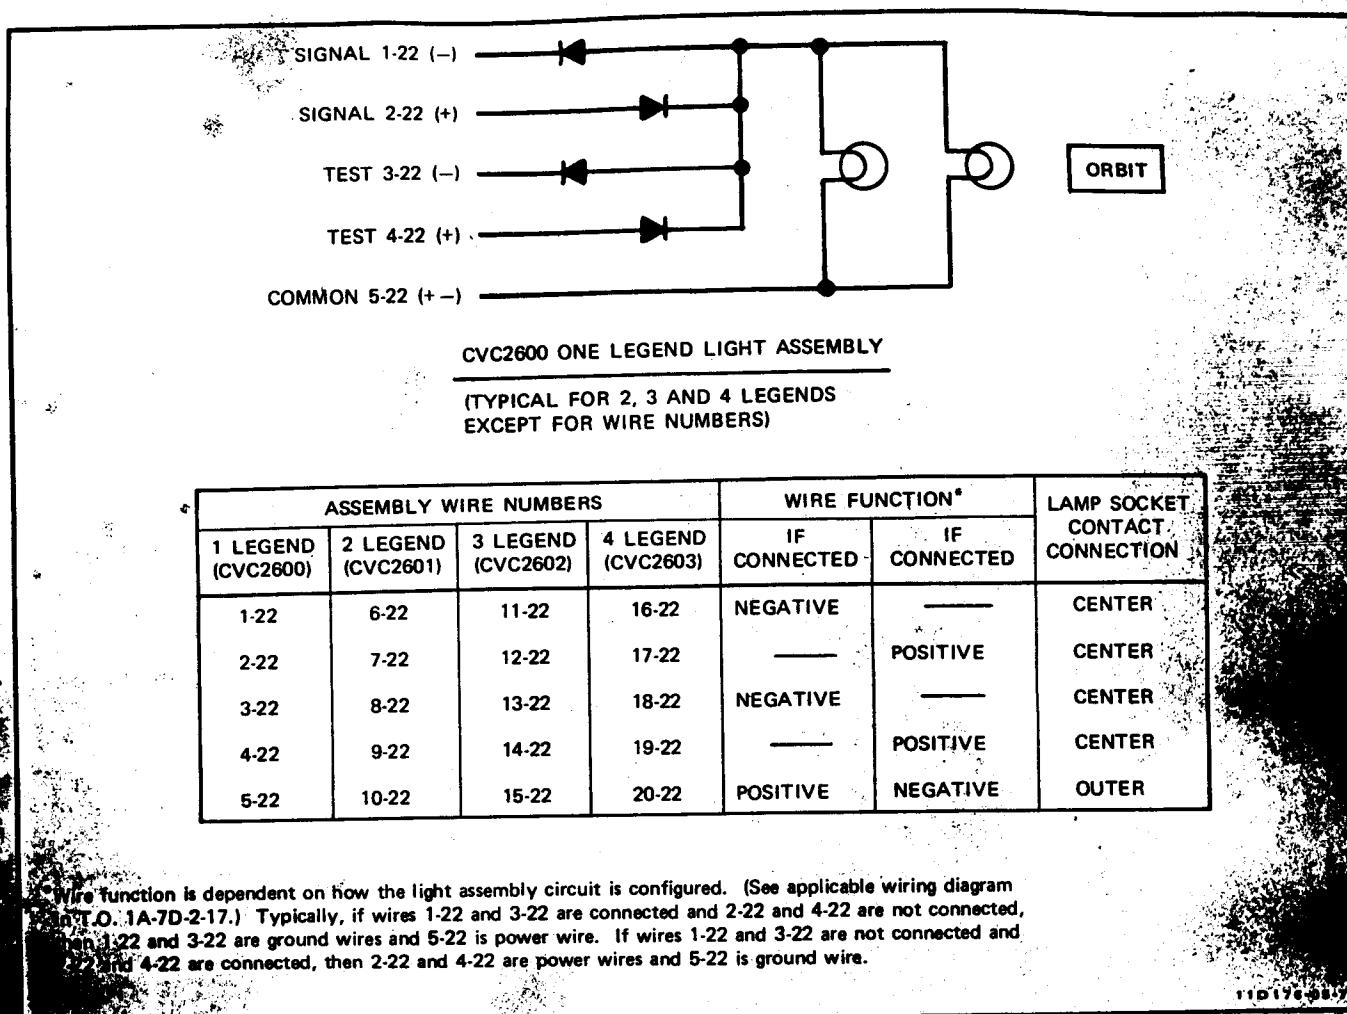 SIGNAL 1-22 (–)
SIGNAL 2-22 (+)
TEST 3-22 (–)
TEST 4-22 (+)
COMMON 5-22 (+ –)
ORBIT
CVC2600 ONE LEGEND LIGHT ASSEMBLY
(TYPICAL FOR 2, 3 AND 4 LEGENDS
EXCEPT FOR WIRE NUMBERS)
ASSEMBLY WIRE NUMBERS WIRE FUNCTION* LAMP SOCKET CONTACT CONNECTION
1 LEGEND (CVC2600) 2 LEGEND (CVC2601) 3 LEGEND (CVC2602) 4 LEGEND (CVC2603) IF CONNECTED IF CONNECTED
1-22 6-22 11-22 16-22 NEGATIVE —— CENTER
2-22 7-22 12-22 17-22 —— POSITIVE CENTER
3-22 8-22 13-22 18-22 NEGATIVE —— CENTER
4-22 9-22 14-22 19-22 —— POSITIVE CENTER
5-22 10-22 15-22 20-22 POSITIVE NEGATIVE OUTER
*Wire function is dependent on how the light assembly circuit is configured. (See applicable wiring diagram
in T.O. 1A-7D-2-17.) Typically, if wires 1-22 and 3-22 are connected and 2-22 and 4-22 are not connected,
1-22 and 3-22 are ground wires and 5-22 is power wire. If wires 1-22 and 3-22 are not connected and
and 4-22 are connected, then 2-22 and 4-22 are power wires and 5-22 is ground wire.